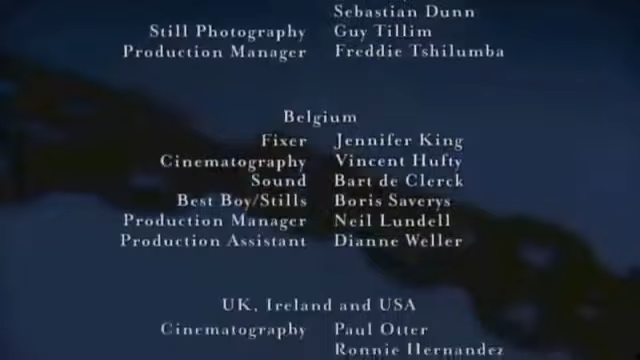 Sebastian Dunn
Still Photography Guy Tillim
Production Manager Freddie Tshilumba
Belgium
Fixer Jennifer King
Cinematography Vincent Hufty
Sound Bart de Clerck
Best Boy/Stills Boris Saverys
Production Manager Neil Lundell
Production Assistant Dianne Weller
UK, Ireland and USA
Cinematography Paul Otter
Ronnie Hernandez